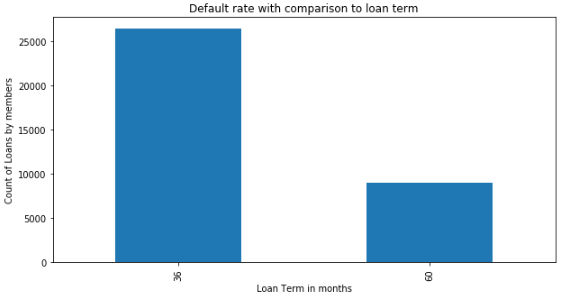 Default rate with comparison to loan term
25000
20000
15000
10000
5000
0
Count of Loans by members
36
60
Loan Term in months